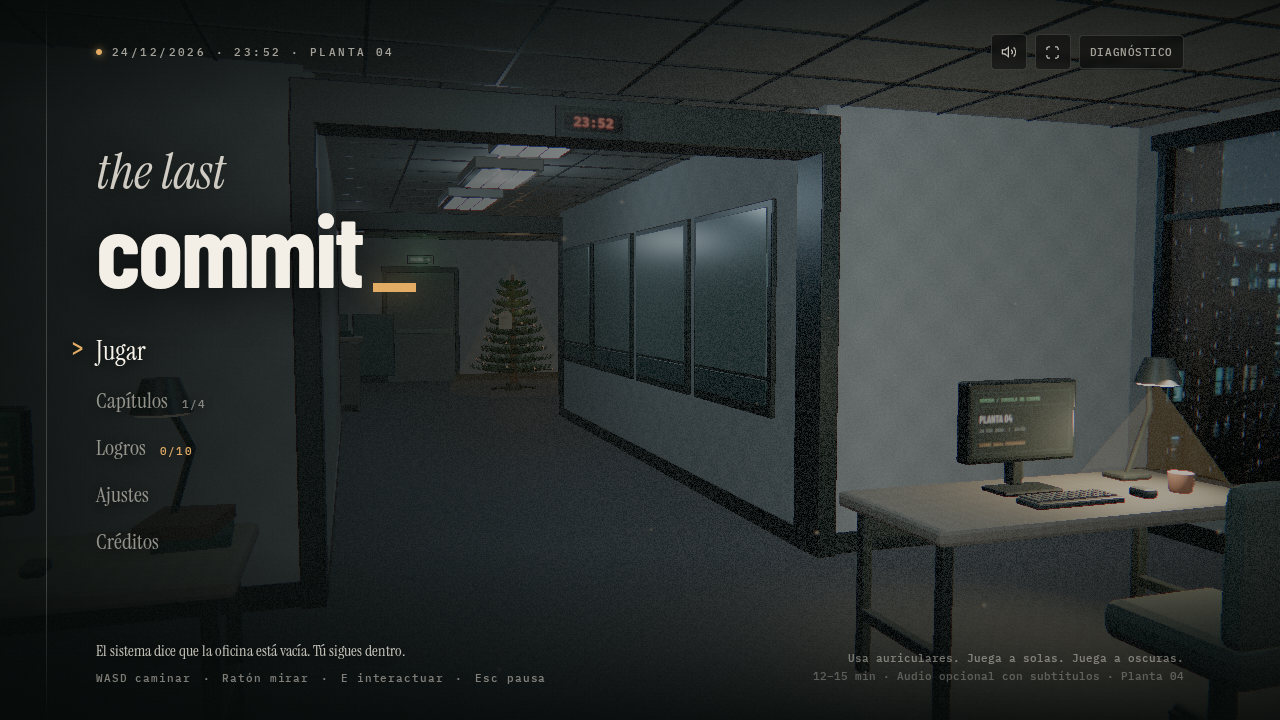 24/12/2026 · 23:52 · PLANTA 04
DIAGNÓSTICO
23:52
the last
commit_
> Jugar
Capítulos 1/4
Logros 0/10
Ajustes
Créditos
PLANTA 04
El sistema dice que la oficina está vacía. Tú sigues dentro.
WASD caminar · Ratón mirar · E interactuar · Esc pausa
Usa auriculares. Juega a solas. Juega a oscuras.
12–15 min · Audio opcional con subtítulos · Planta 04